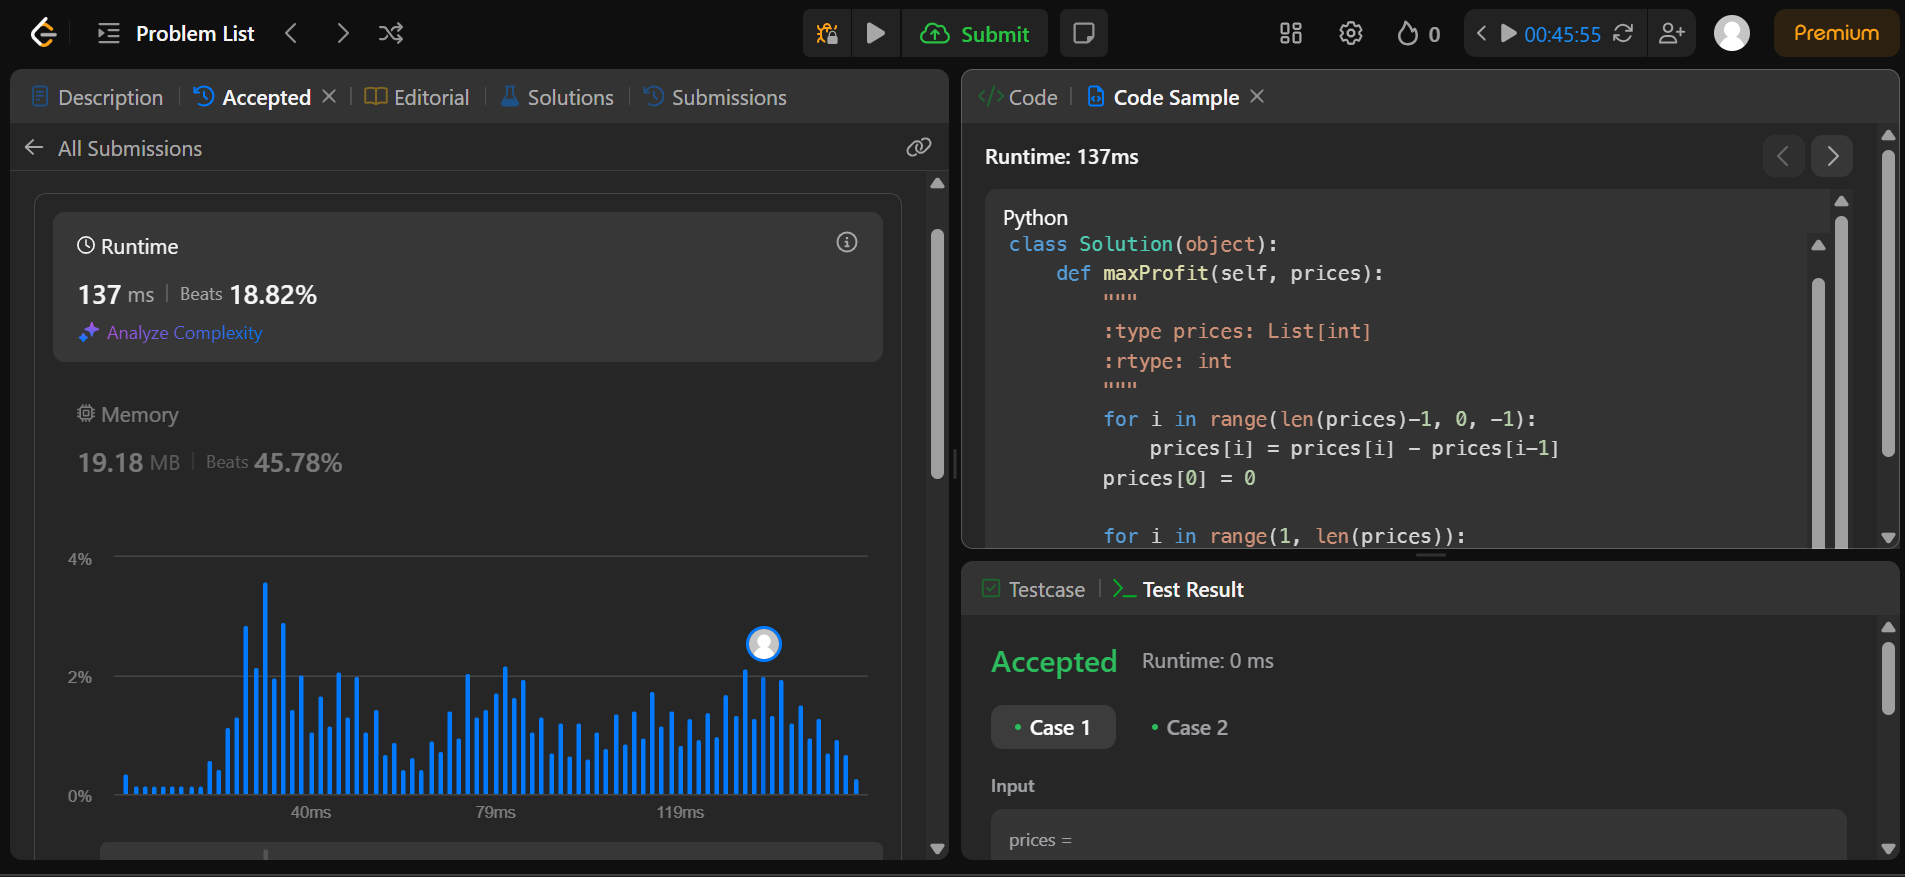 Problem List
Submit
0
00:45:55
Premium
Description
Accepted
Editorial
Solutions
Submissions
All Submissions
Runtime
137 ms
Beats 18.82%
Analyze Complexity
Memory
19.18 MB
Beats 45.78%
4%
2%
0%
40ms
79ms
119ms
</> Code
Code Sample
Runtime: 137ms
Python
class Solution(object):
    def maxProfit(self, prices):
        """
        :type prices: List[int]
        :rtype: int
        """
        for i in range(len(prices)-1, 0, -1):
            prices[i] = prices[i] - prices[i-1]
        prices[0] = 0
        for i in range(1, len(prices)):
Testcase
Test Result
Accepted
Runtime: 0 ms
• Case 1
• Case 2
Input
prices =